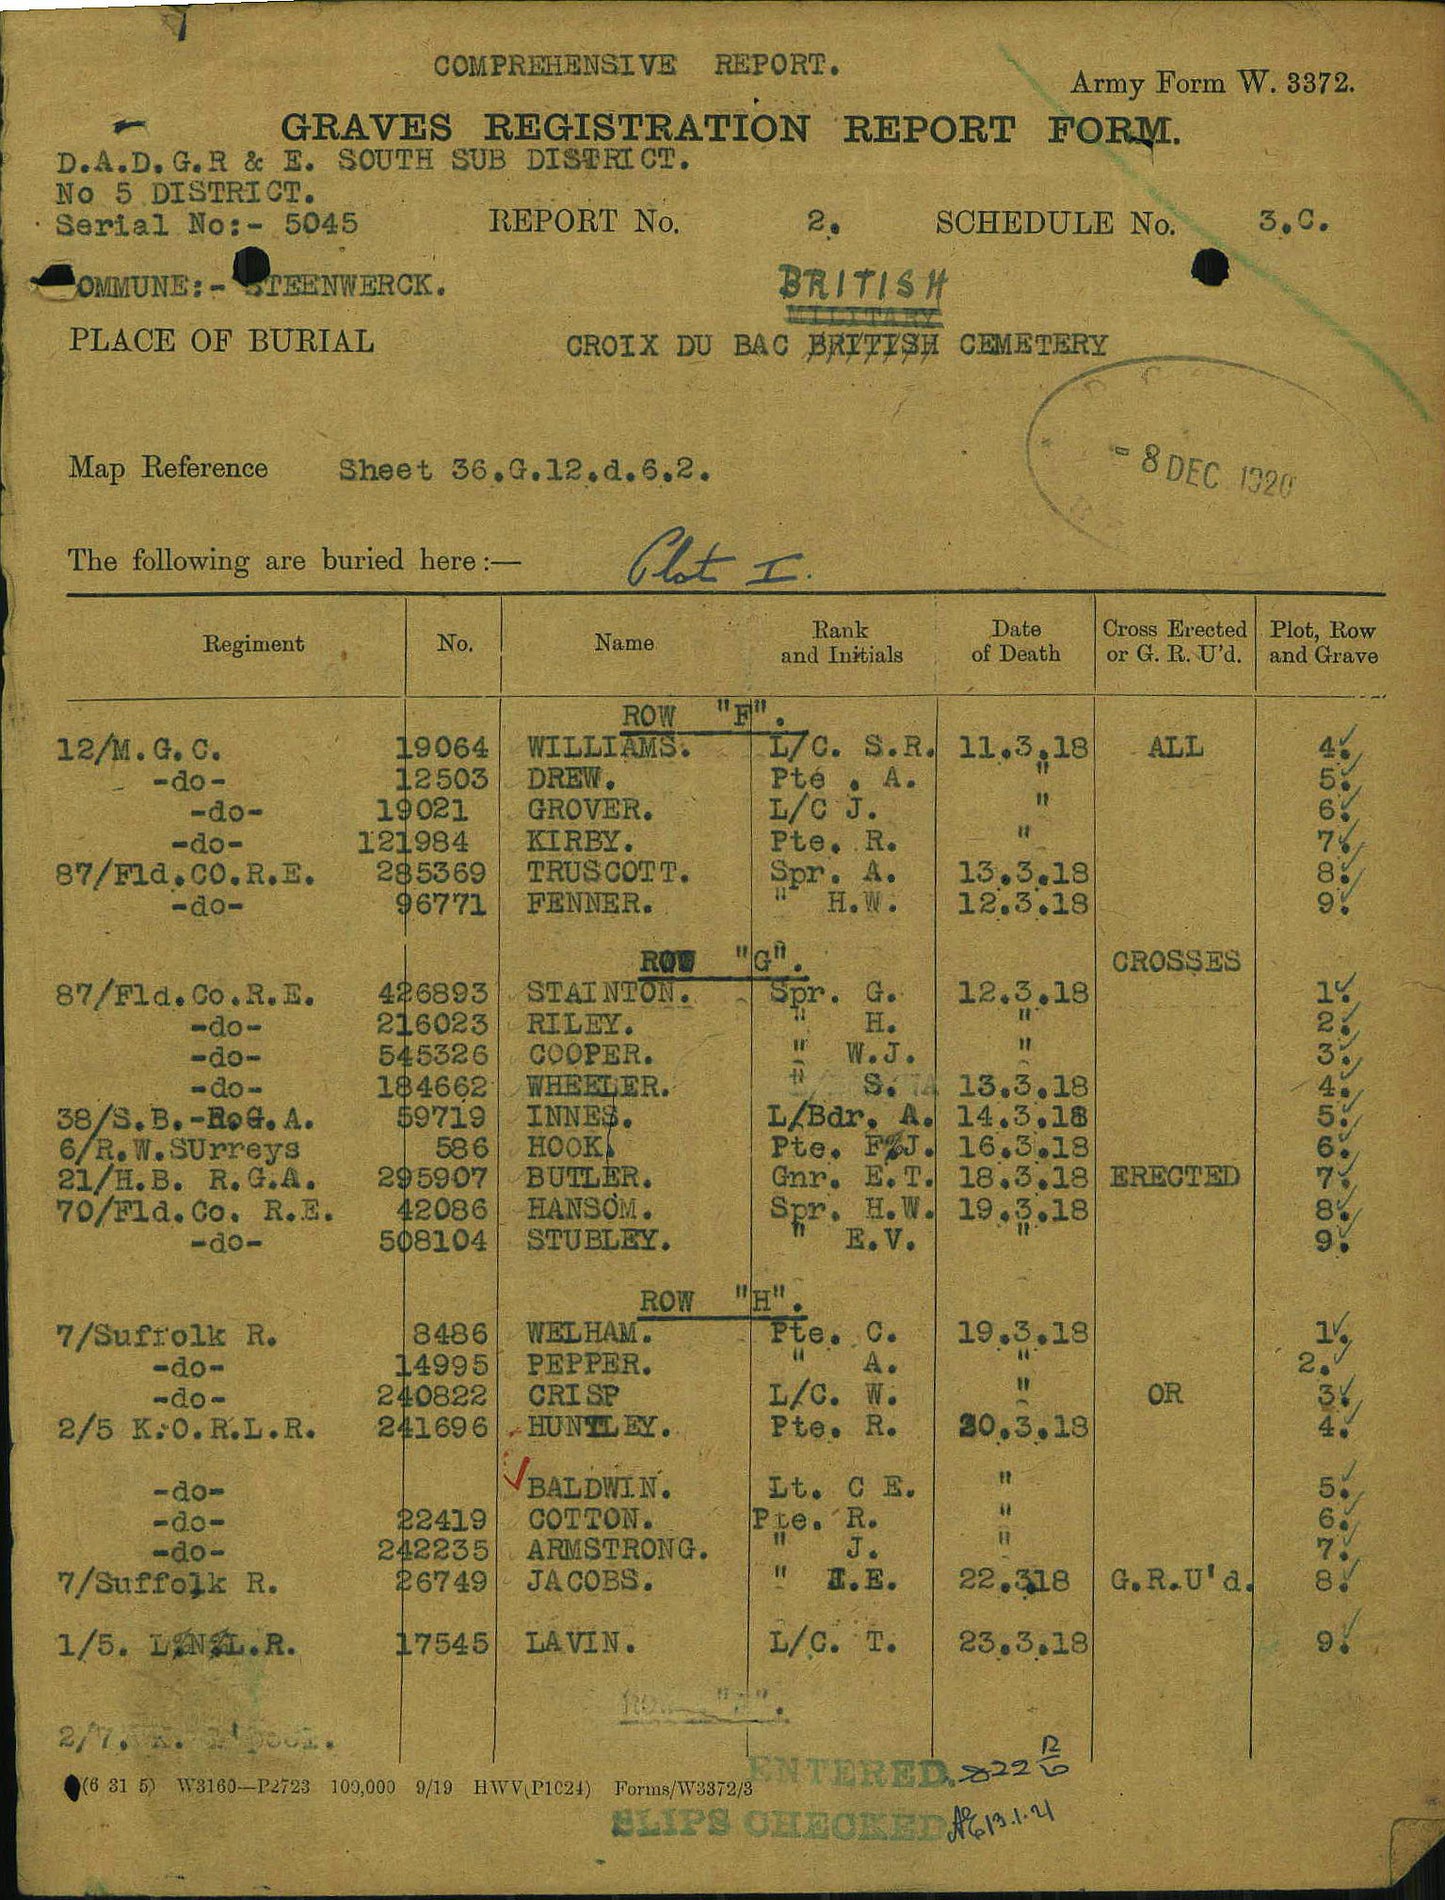 COMPREHENSIVE REPORT.
Army Form W. 3372.
GRAVES REGISTRATION REPORT FORM.
D.A.D.G.R & E. SOUTH SUB DISTRICT.
No 5 DISTRICT.
Serial No:- 5045 REPORT No. 2. SCHEDULE No. 3.C.
OMMUNE:- STEENWERCK. BRITISH
MILITARY
PLACE OF BURIAL CROIX DU BAC BRITISH CEMETERY
Map Reference Sheet 36.G.12.d.6.2.
- 8 DEC 1920
The following are buried here:— Plot I.
Regiment No. Name Rank and Initials Date of Death Cross Erected or G. R. U'd. Plot, Row and Grave
ROW "F".
12/M.G.C. 19064 WILLIAMS. L/C. S.R. 11.3.18 ALL 4.
-do- 12503 DREW. Pte . A. " 5.
-do- 19021 GROVER. L/C J. " 6.
-do- 121984 KIRBY. Pte. R. " 7.
87/Fld.CO.R.E. 285369 TRUSCOTT. Spr. A. 13.3.18 8.
-do- 96771 FENNER. " H.W. 12.3.18 9.
ROW "G". CROSSES
87/Fld.Co.R.E. 426893 STAINTON. Spr. G. 12.3.18 1.
-do- 216023 RILEY. " H. " 2.
-do- 545326 COOPER. " W.J. " 3.
-do- 184662 WHEELER. " S. 13.3.18 4.
38/S.B.-R.G.A. 59719 INNES. L/Bdr. A. 14.3.18 5.
6/R.W.SUrreys 586 HOOK. Pte. F.J. 16.3.18 6.
21/H.B. R.G.A. 295907 BUTLER. Gnr. E.T. 18.3.18 ERECTED 7.
70/Fld.Co. R.E. 42086 HANSOM. Spr. H.W. 19.3.18 8.
-do- 508104 STUBLEY. " E.V. " 9.
ROW "H".
7/Suffolk R. 8486 WELHAM. Pte. C. 19.3.18 1.
-do- 14995 PEPPER. " A. " 2.
-do- 240822 CRISP L/C. W. " OR 3.
2/5 K.O.R.L.R. 241696 HUNTLEY. Pte. R. 20.3.18 4.
-do- BALDWIN. Lt. C E. " 5.
-do- 22419 COTTON. Pte. R. " 6.
-do- 242235 ARMSTRONG. " J. " 7.
7/Suffolk R. 26749 JACOBS. " I.E. 22.318 G.R.U'd. 8.
1/5. L.N.L.R. 17545 LAVIN. L/C. T. 23.3.18 9.
2/7.
(6 31 5) W3160—P2723 100,000 9/19 HWV(P1024) Forms/W3372/3
ENTERED. 22 12/
SLIPS CHECKED 13.1.21